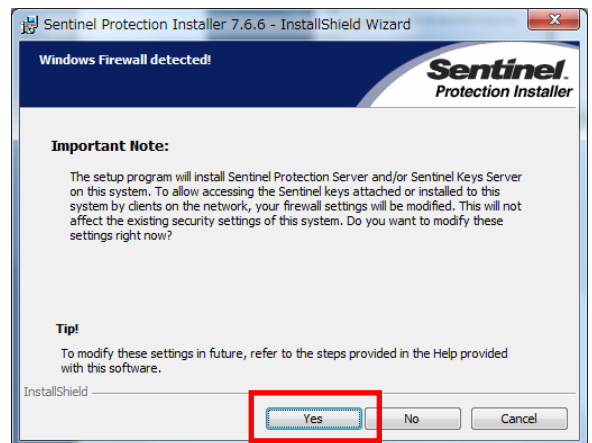 Sentinel Protection Installer 7.6.6 - InstallShield Wizard
Windows Firewall detected!
Sentinel.
Protection Installer
Important Note:
The setup program will install Sentinel Protection Server and/or Sentinel Keys Server
on this system. To allow accessing the Sentinel keys attached or installed to this
system by clients on the network, your firewall settings will be modified. This will not
affect the existing security settings of this system. Do you want to modify these
settings right now?
Tip!
To modify these settings in future, refer to the steps provided in the Help provided
with this software.
InstallShield
Yes No Cancel